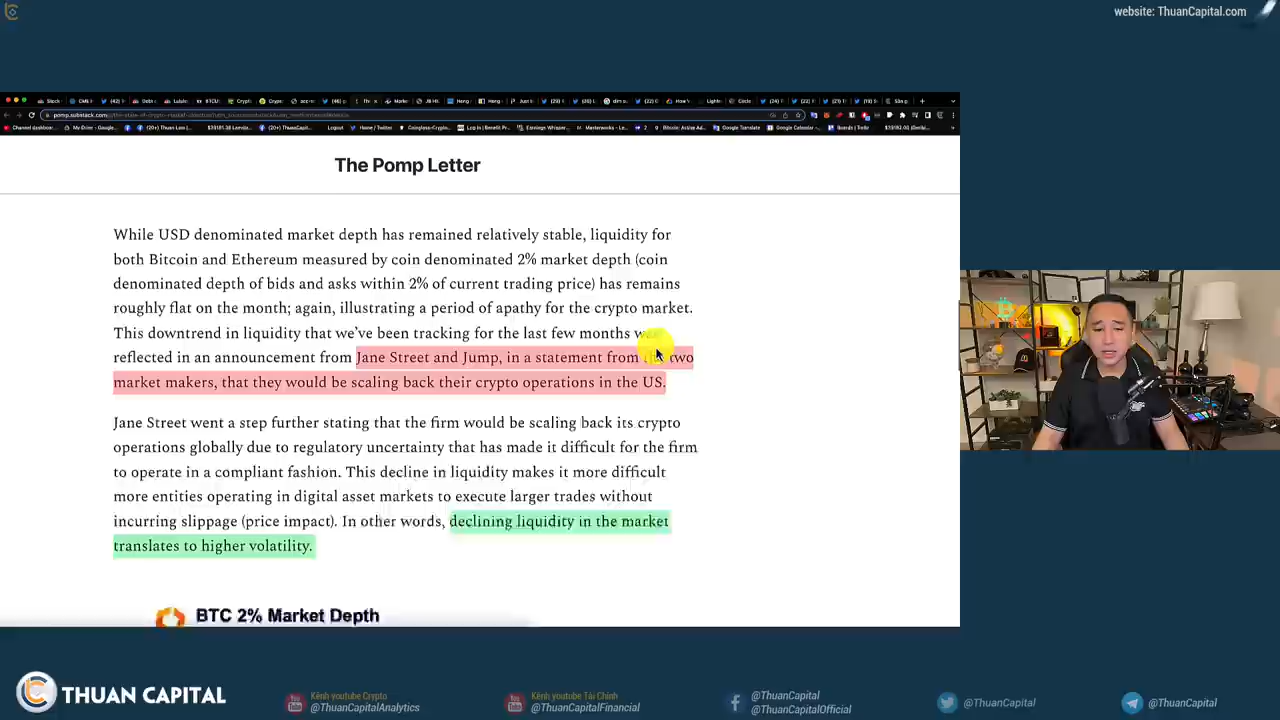 website: ThuanCapital.com
The Pomp Letter
While USD denominated market depth has remained relatively stable, liquidity for
both Bitcoin and Ethereum measured by coin denominated 2% market depth (coin
denominated depth of bids and asks within 2% of current trading price) has remains
roughly flat on the month; again, illustrating a period of apathy for the crypto market.
This downtrend in liquidity that we've been tracking for the last few months was
reflected in an announcement from Jane Street and Jump, in a statement from the two
market makers, that they would be scaling back their crypto operations in the US.
Jane Street went a step further stating that the firm would be scaling back its crypto
operations globally due to regulatory uncertainty that has made it difficult for the firm
to operate in a compliant fashion. This decline in liquidity makes it more difficult
more entities operating in digital asset markets to execute larger trades without
incurring slippage (price impact). In other words, declining liquidity in the market
translates to higher volatility.
BTC 2% Market Depth
THUAN CAPITAL
Kênh youtube Crypto
@ThuanCapitalAnalytics
Kênh youtube Tài Chính
@ThuanCapitalFinancial
@ThuanCapital
@ThuanCapitalOfficial
@ThuanCapital
@ThuanCapital